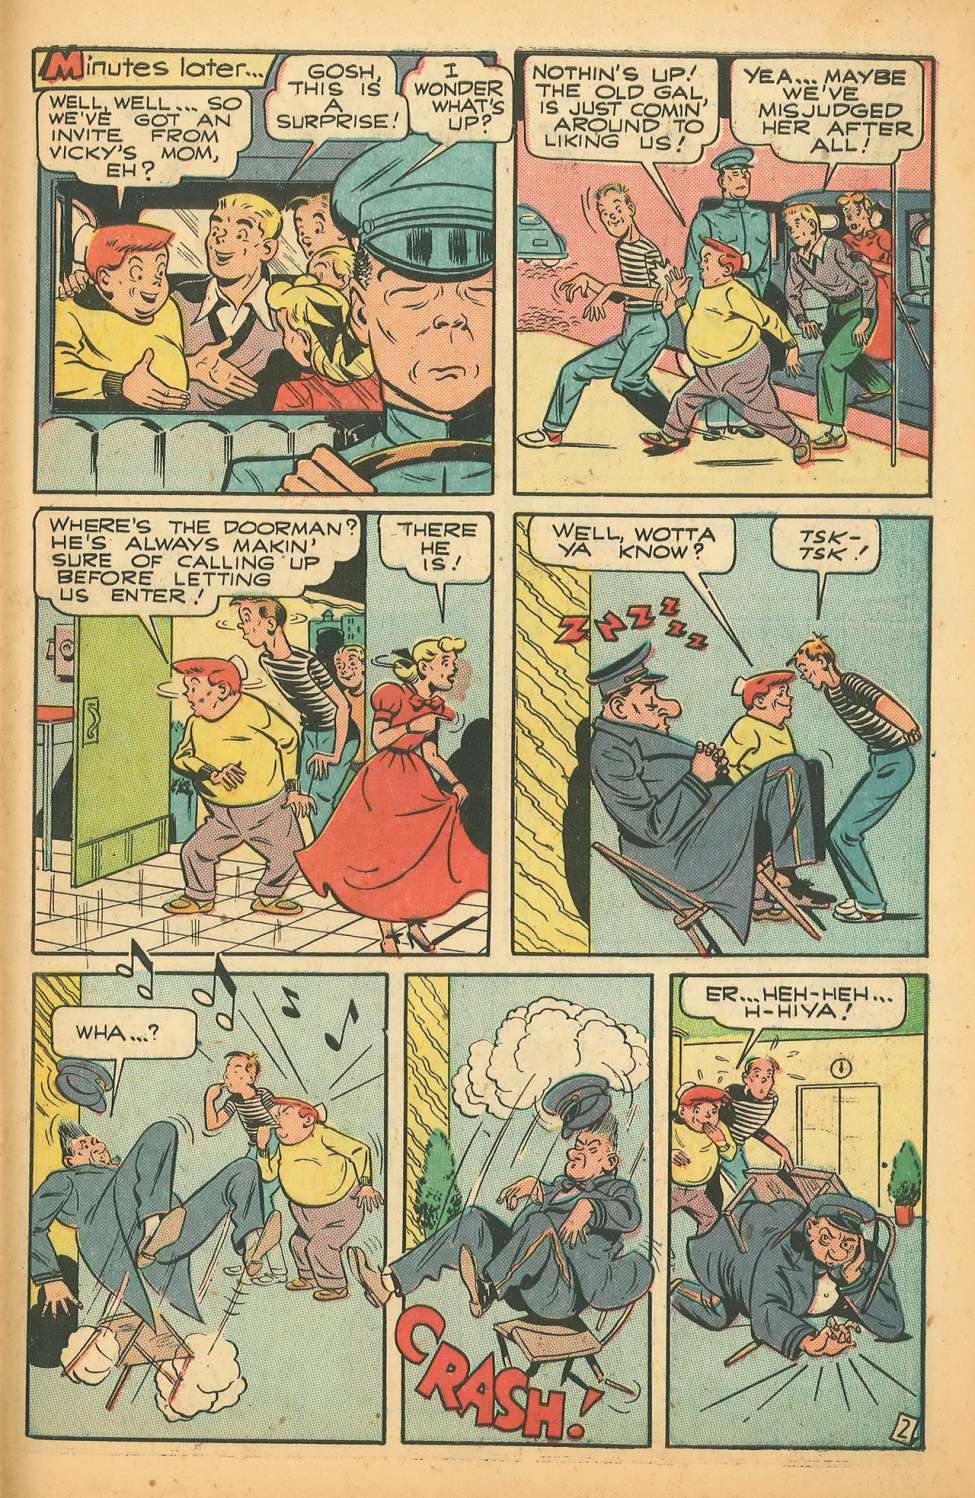 Minutes later...
WELL, WELL... SO
WE'VE GOT AN
INVITE FROM
VICKY'S MOM,
EH?
GOSH,
THIS IS
A
SURPRISE!
I
WONDER
WHAT'S
UP?
NOTHIN'S UP!
THE OLD GAL
IS JUST COMIN'
AROUND TO
LIKING US!
YEA... MAYBE
WE'VE
MISJUDGED
HER AFTER
ALL!
WHERE'S THE DOORMAN?
HE'S ALWAYS MAKIN'
SURE OF CALLING UP
BEFORE LETTING
US ENTER!
THERE
HE
IS!
WELL, WOTTA
YA KNOW?
TSK-
TSK!
ZNZZZZZ
WHA...?
CRASH!
ER...HEH-HEH...
H-HIYA!
2